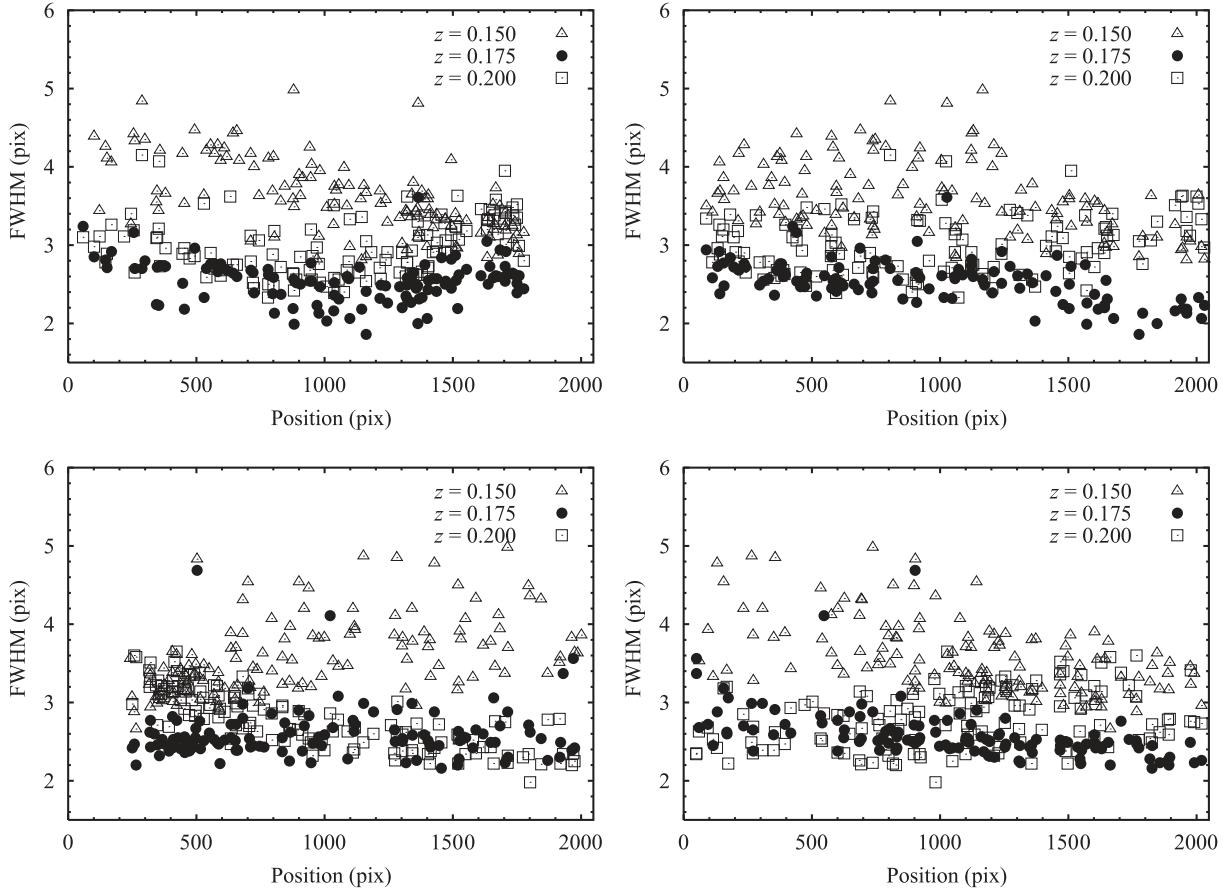 6
5
4
3
2
FWHM (pix)
z = 0.150
z = 0.175
z = 0.200
0 500 1000 1500 2000
Position (pix)
6
5
4
3
2
FWHM (pix)
z = 0.150
z = 0.175
z = 0.200
0 500 1000 1500 2000
Position (pix)
6
5
4
3
2
FWHM (pix)
z = 0.150
z = 0.175
z = 0.200
0 500 1000 1500 2000
Position (pix)
6
5
4
3
2
FWHM (pix)
z = 0.150
z = 0.175
z = 0.200
0 500 1000 1500 2000
Position (pix)